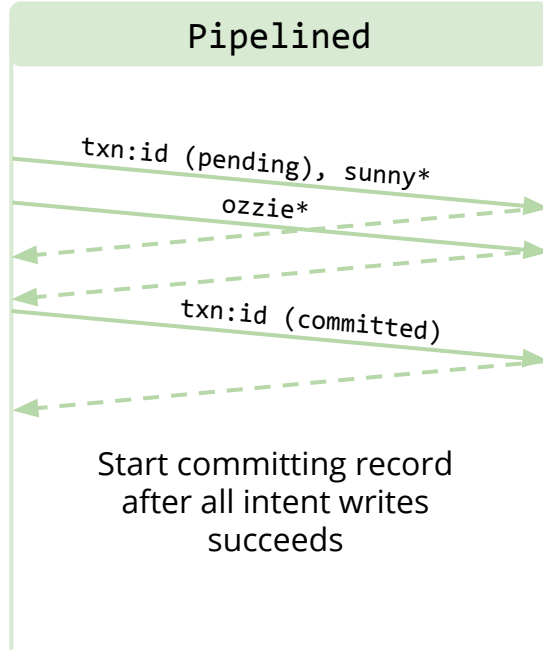 Pipelined
txn:id (pending), sunny*
ozzie*
txn:id (committed)
Start committing record
after all intent writes
succeeds